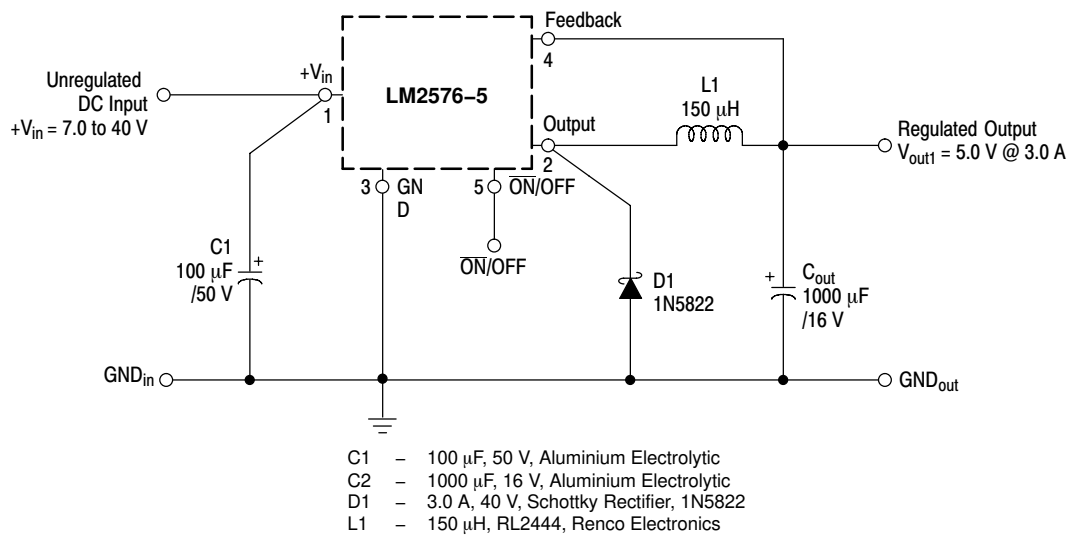 Feedback
4
Unregulated
DC Input
+Vin = 7.0 to 40 V
+Vin
1
LM2576−5
L1
150 μH
Output
2
Regulated Output
Vout1 = 5.0 V @ 3.0 A
3
GN
D
5
ON/OFF
ON/OFF
C1
100 μF
/50 V
+
D1
1N5822
+
Cout
1000 μF
/16 V
GNDin
GNDout
C1 – 100 μF, 50 V, Aluminium Electrolytic
C2 – 1000 μF, 16 V, Aluminium Electrolytic
D1 – 3.0 A, 40 V, Schottky Rectifier, 1N5822
L1 – 150 μH, RL2444, Renco Electronics